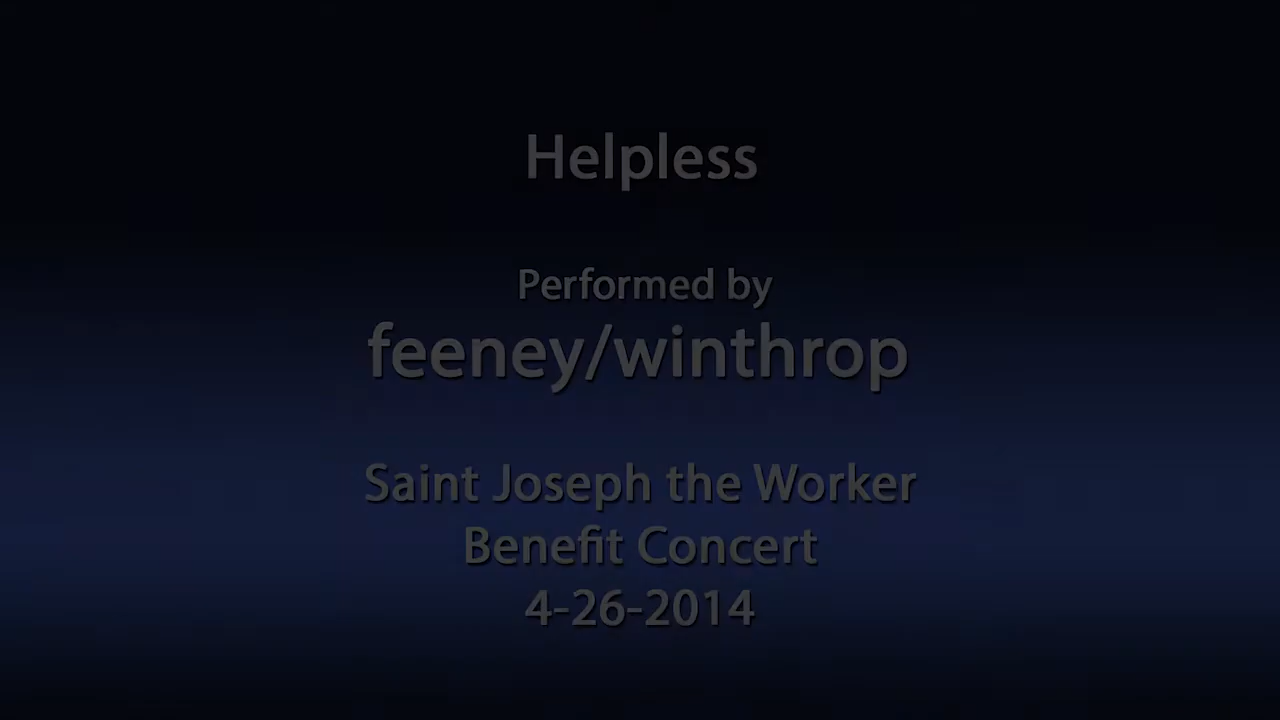 Helpless
Performed by
feeney/winthrop
Saint Joseph the Worker
Benefit Concert
4-26-2014